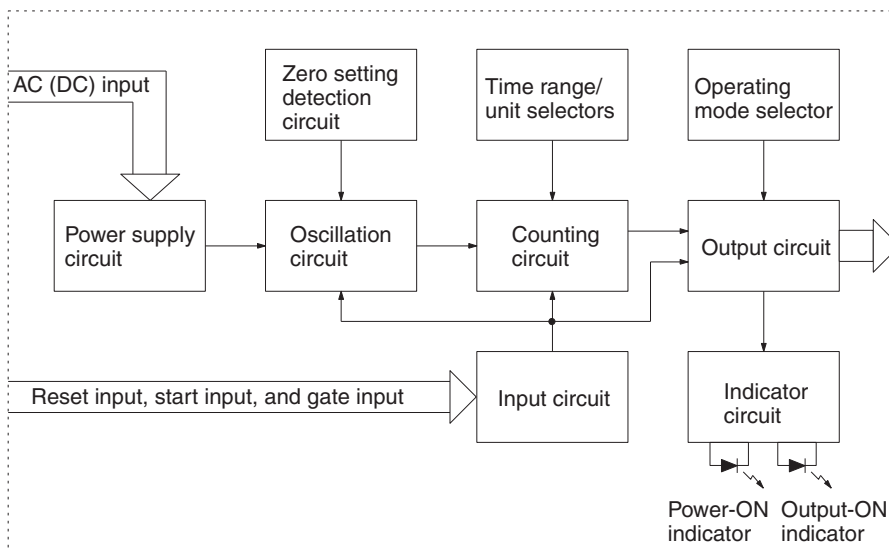 AC (DC) input
Zero setting
detection
circuit
Time range/
unit selectors
Operating
mode selector
Power supply
circuit
Oscillation
circuit
Counting
circuit
Output circuit
Reset input, start input, and gate input
Input circuit
Indicator
circuit
Power-ON
indicator
Output-ON
indicator